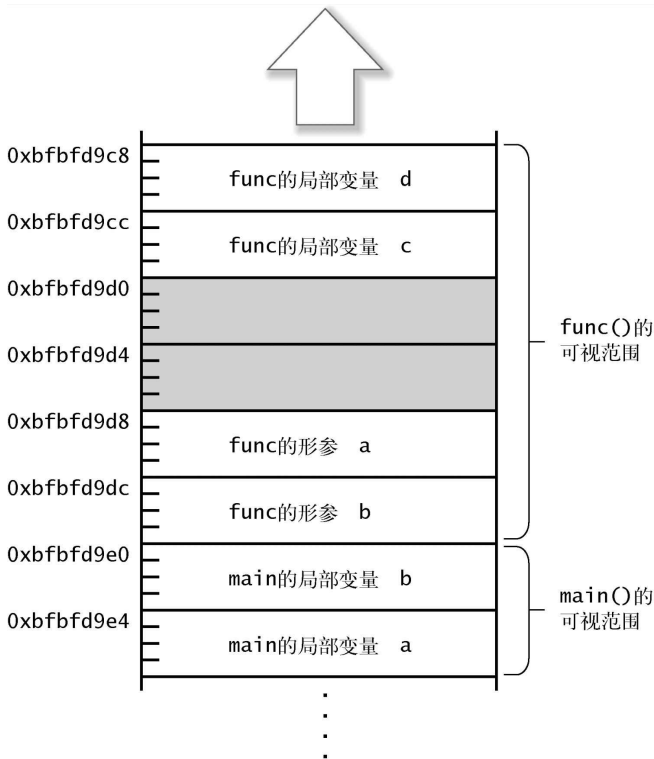 0xbfbfd9c8
func的局部变量 d
0xbfbfd9cc
func的局部变量 c
0xbfbfd9d0
func()的
可视范围
0xbfbfd9d4
0xbfbfd9d8
func的形参 a
0xbfbfd9dc
func的形参 b
0xbfbfd9e0
main的局部变量 b
main()的
可视范围
0xbfbfd9e4
main的局部变量 a